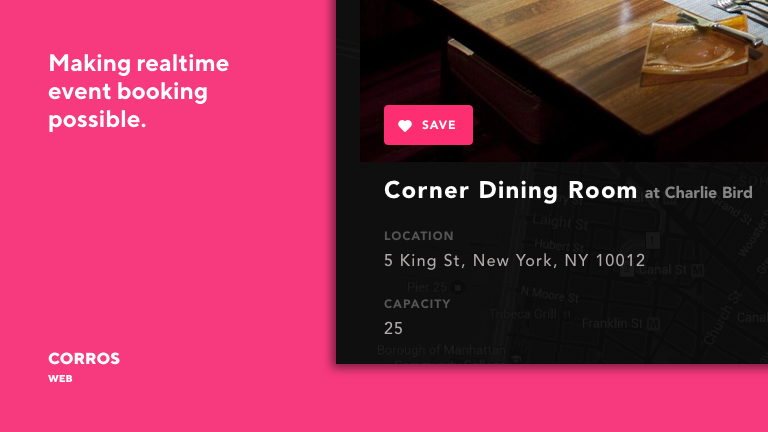 Making realtime
event booking
possible.
SAVE
Corner Dining Room at Charlie Bird
LOCATION
5 King St, New York, NY 10012
CAPACITY
25
Laight St
Hubert St
Canal St M
Pier 25
N Moore St
Tribeca Grill
Franklin St M
Church St
Borough of Manhattan
CORROS
WEB